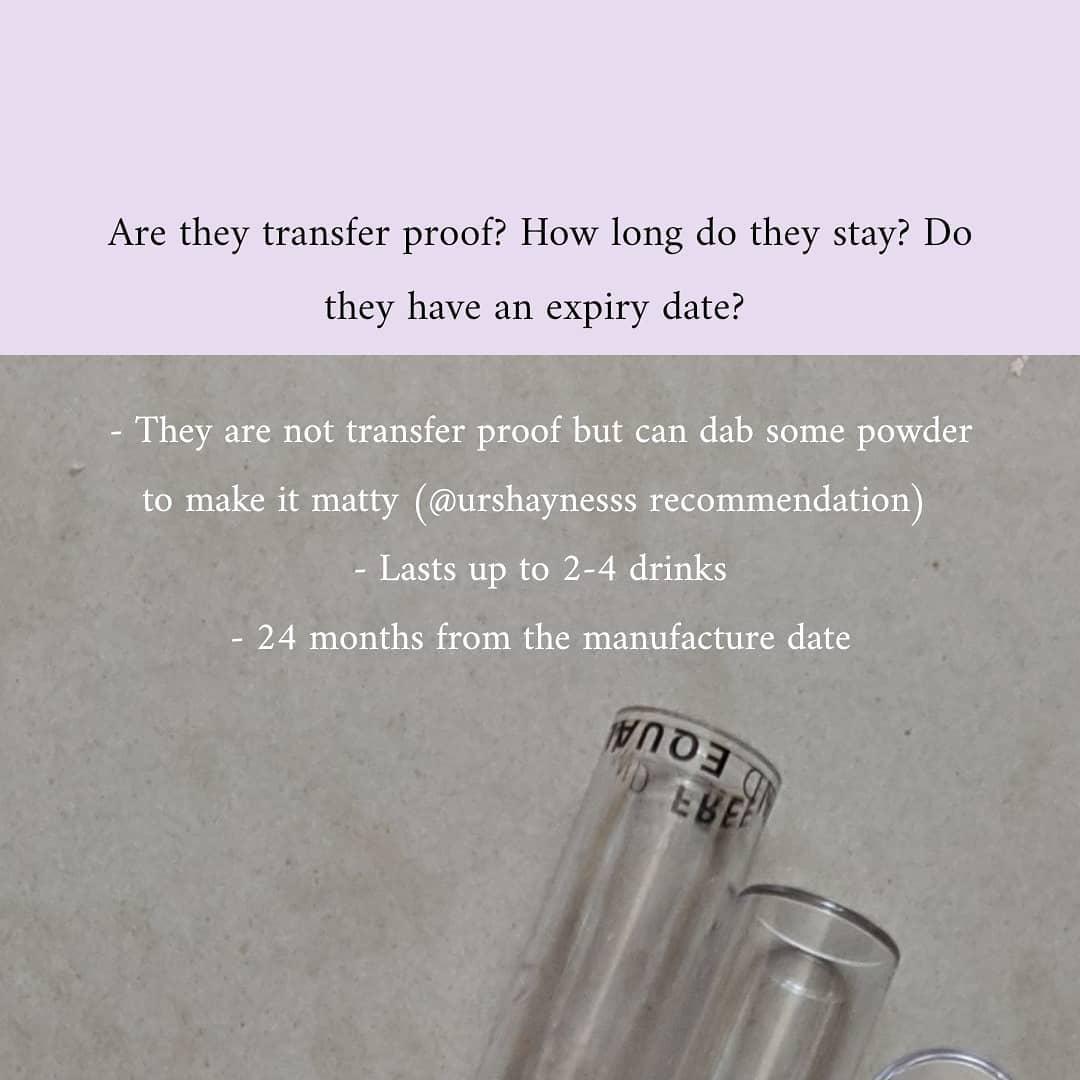 Are they transfer proof? How long do they stay? Do
they have an expiry date?
- They are not transfer proof but can dab some powder
to make it matty (@urshaynesss recommendation)
- Lasts up to 2-4 drinks
- 24 months from the manufacture date
EQUA
FREE